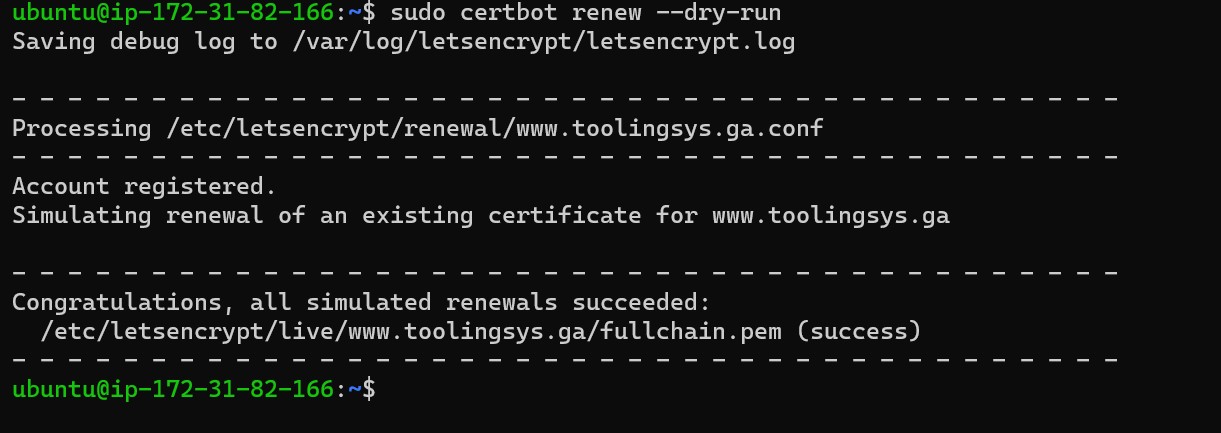 ubuntu@ip-172-31-82-166:~$ sudo certbot renew --dry-run
Saving debug log to /var/log/letsencrypt/letsencrypt.log
- - - - - - - - - - - - - - - - - - - - - - - - - - - - - - - - - - - - - - - -
Processing /etc/letsencrypt/renewal/www.toolingsys.ga.conf
- - - - - - - - - - - - - - - - - - - - - - - - - - - - - - - - - - - - - - - -
Account registered.
Simulating renewal of an existing certificate for www.toolingsys.ga
- - - - - - - - - - - - - - - - - - - - - - - - - - - - - - - - - - - - - - - -
Congratulations, all simulated renewals succeeded:
  /etc/letsencrypt/live/www.toolingsys.ga/fullchain.pem (success)
- - - - - - - - - - - - - - - - - - - - - - - - - - - - - - - - - - - - - - - -
ubuntu@ip-172-31-82-166:~$